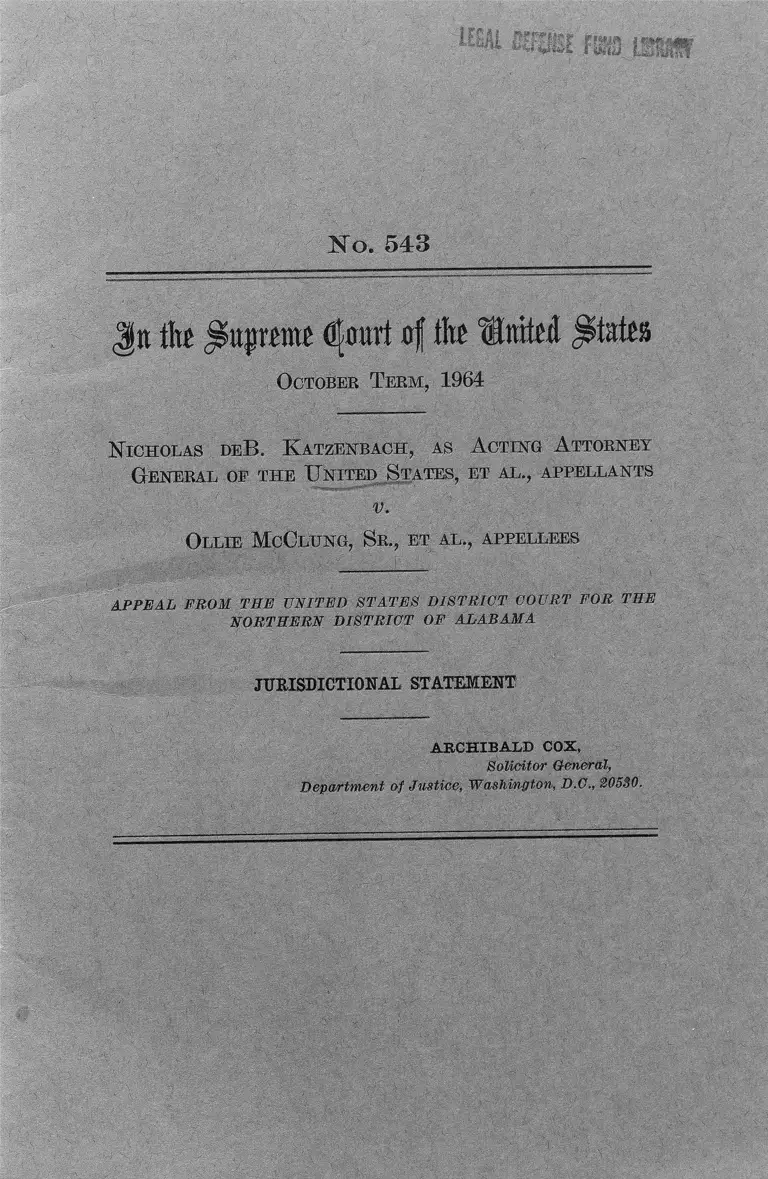 LEGAL DEFENSE FUND LIBRARY
No. 543
In the Supreme Court of the United States
OCTOBER TERM, 1964
NICHOLAS DEB. KATZENBACH, AS ACTING ATTORNEY
GENERAL OF THE UNITED STATES, ET AL., APPELLANTS
v.
OLLIE MCCLUNG, SR., ET AL., APPELLEES
APPEAL FROM THE UNITED STATES DISTRICT COURT FOR THE
NORTHERN DISTRICT OF ALABAMA
JURISDICTIONAL STATEMENT
ARCHIBALD COX,
Solicitor General,
Department of Justice, Washington, D.C., 20530.